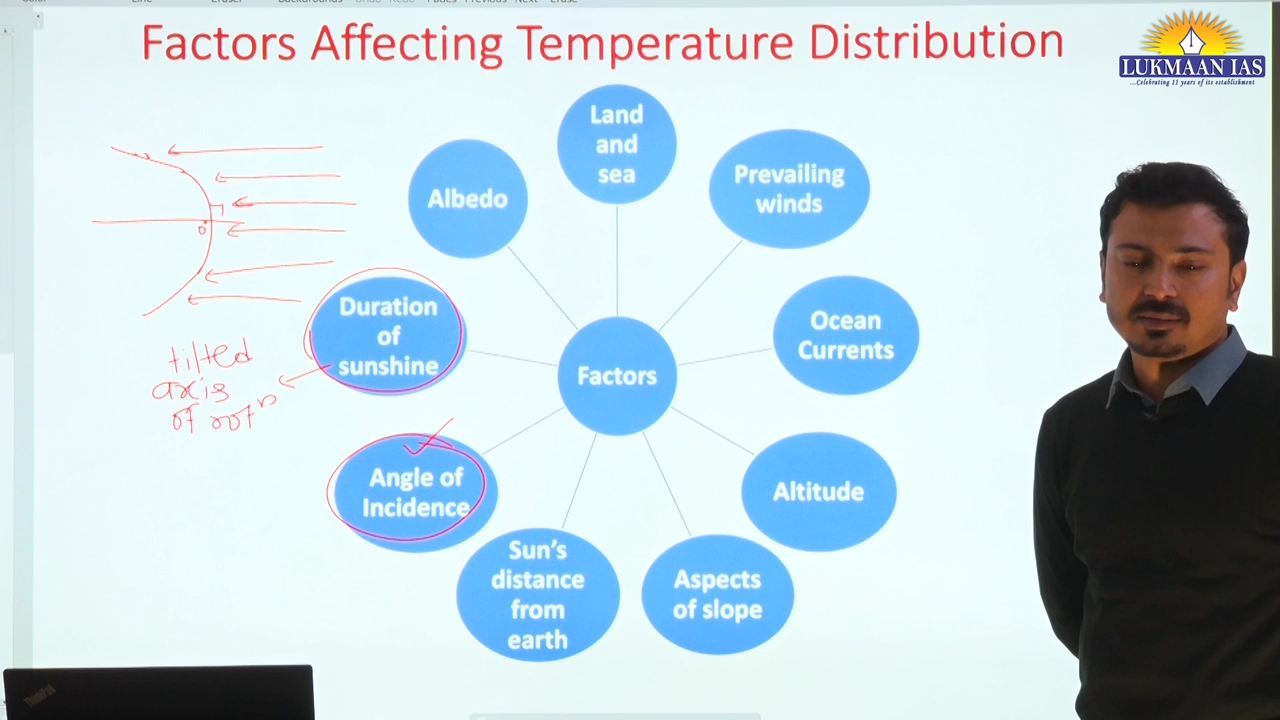 Factors Affecting Temperature Distribution
LUKMAAN IAS
...Celebrating 11 years of its establishment
Land
and
sea
Albedo
Prevailing
winds
Duration
of
sunshine
Ocean
Currents
Factors
tilted
axis
of rotⁿ
Angle of
Incidence
Altitude
Sun's
distance
from
earth
Aspects
of slope
0
ThinkPad